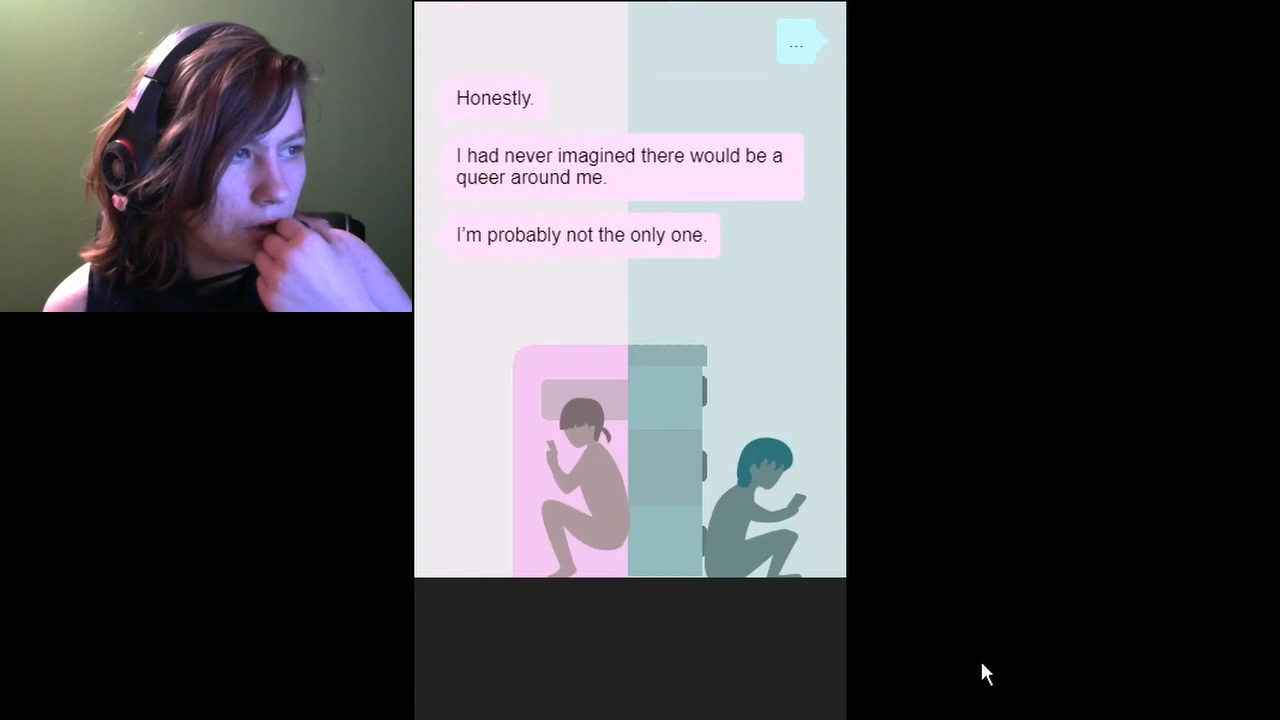 ...
Honestly.
I had never imagined there would be a
queer around me.
I’m probably not the only one.